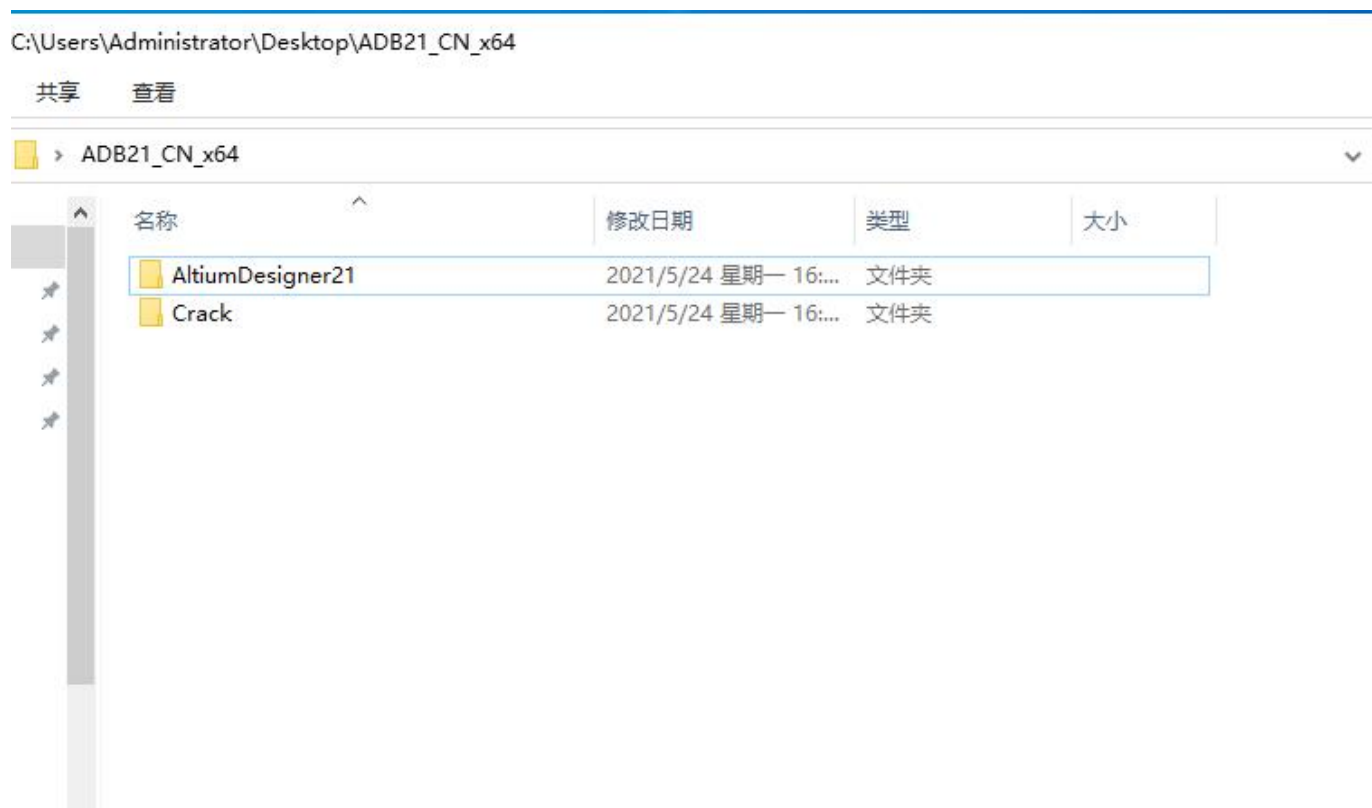 C:\Users\Administrator\Desktop\ADB21_CN_x64
共享 查看
ADB21_CN_x64
名称 修改日期 类型 大小
AltiumDesigner21 2021/5/24 星期一 16:... 文件夹
Crack 2021/5/24 星期一 16:... 文件夹